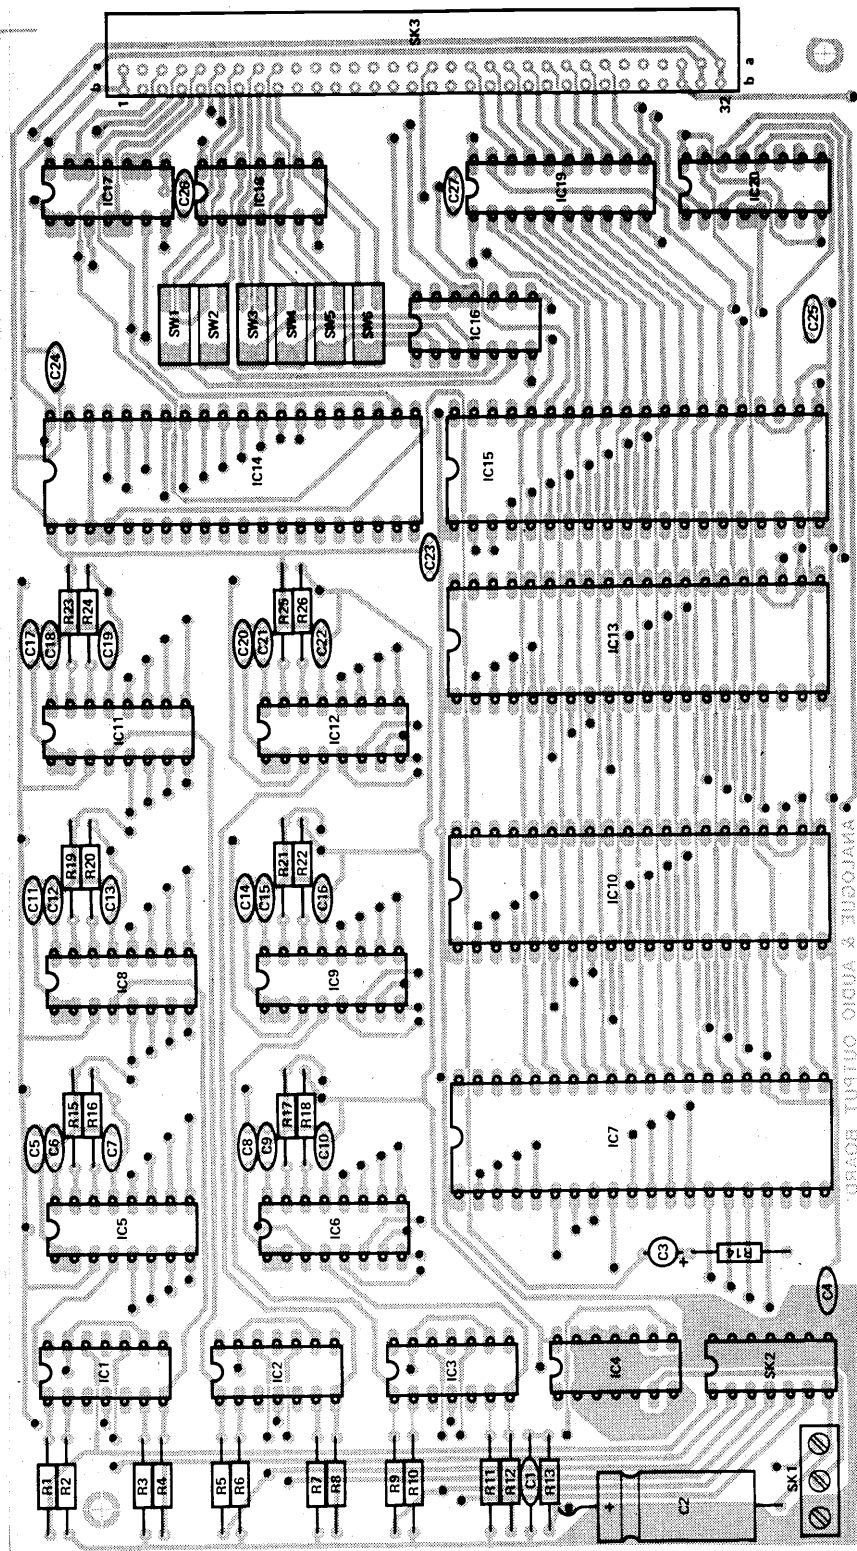 SK3
a
a
b
b
1
32
IC17
C26
IC18
C27
IC19
IC20
SW1
SW2
SW3
SW4
SW5
SW6
IC16
C25
C24
IC14
IC15
C23
C17
C18
R23
R24
C19
C20
C21
R25
R26
C22
IC13
IC11
IC12
C11
C12
R19
R20
C13
C14
C15
R21
R22
C16
IC10
IC8
IC9
ANALOGUE & AUDIO OUTPUT BOARD
C5
C6
R15
R16
C7
C8
C9
R17
R18
C10
IC7
IC5
IC6
C3
+
R14
C4
IC1
IC2
IC3
IC4
SK2
R1
R2
R3
R4
R5
R6
R7
R8
R9
R10
R11
R12
C1
R13
+
C2
SK1